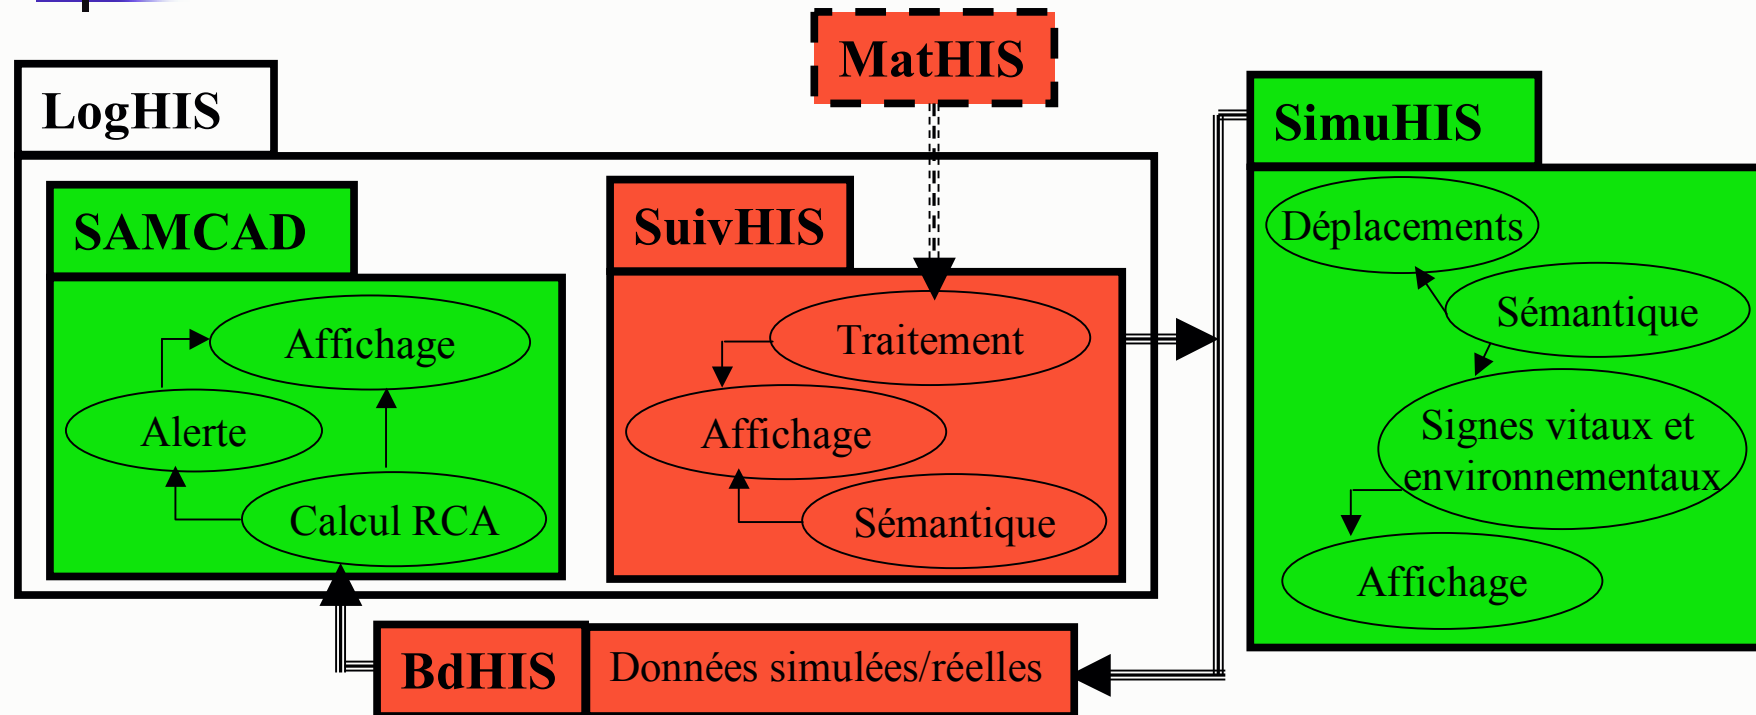 MatHIS
LogHIS
SimuHIS
SAMCAD
SuivHIS
Déplacements
Sémantique
Affichage
Traitement
Alerte
Affichage
Signes vitaux et
environnementaux
Calcul RCA
Sémantique
Affichage
BdHIS
Données simulées/réelles